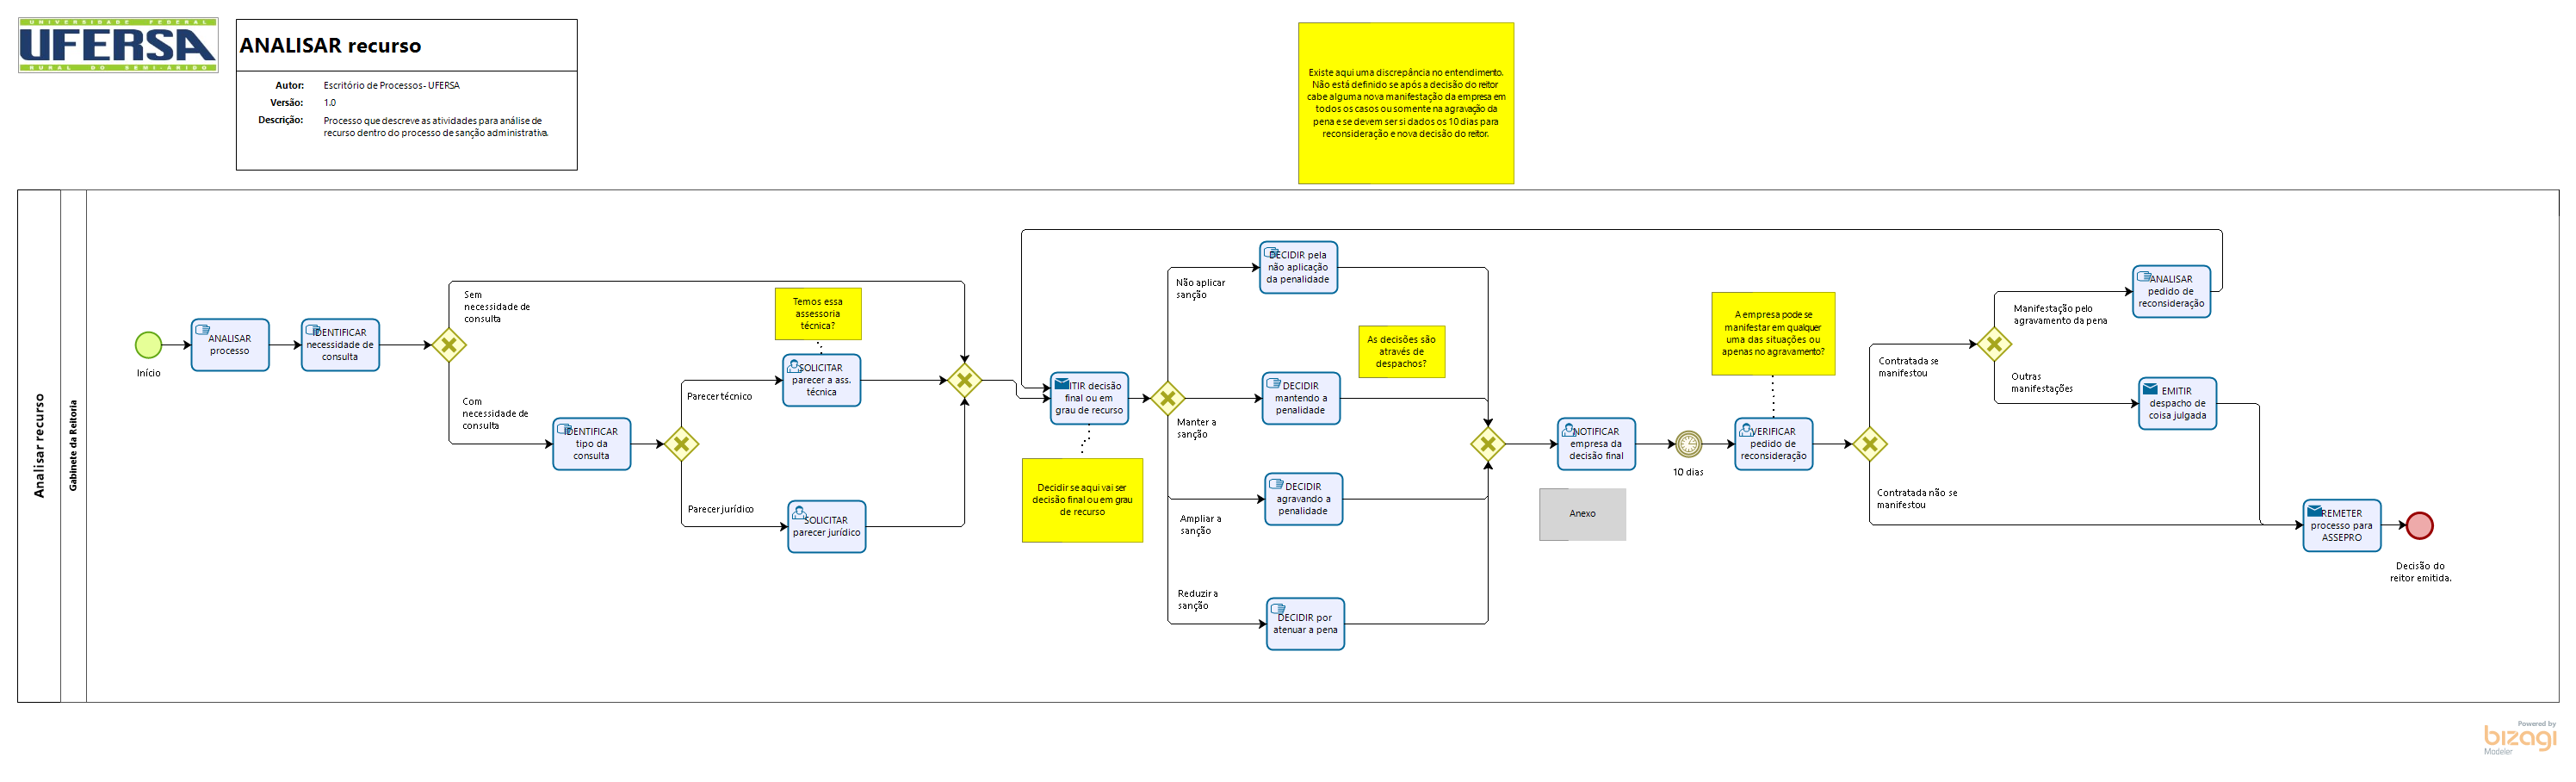 UNIVERSIDADE FEDERAL
UFERSA
RURAL DO SEMI-ÁRIDO
ANALISAR recurso
Autor: Escritório de Processos- UFERSA
Versão: 1.0
Descrição: Processo que descreve as atividades para análise de
recurso dentro do processo de sanção administrativa.
Existe aqui uma discrepância no entendimento.
Não está definido se após a decisão do reitor
cabe alguma nova manifestação da empresa em
todos os casos ou somente na agravação da
pena e se devem ser si dados os 10 dias para
reconsideração e nova decisão do reitor.
Analisar recurso
Gabinete da Reitoria
Início
ANALISAR
processo
IDENTIFICAR
necessidade de
consulta
Sem
necessidade de
consulta
Com
necessidade de
consulta
IDENTIFICAR
tipo da
consulta
Parecer técnico
Parecer jurídico
Temos essa
assessoria
técnica?
SOLICITAR
parecer a ass.
técnica
SOLICITAR
parecer jurídico
ITIR decisão
final ou em
grau de recurso
Decidir se aqui vai ser
decisão final ou em grau
de recurso
Não aplicar
sanção
Manter a
sanção
Ampliar a
sanção
Reduzir a
sanção
DECIDIR pela
não aplicação
da penalidade
As decisões são
através de
despachos?
DECIDIR
mantendo a
penalidade
DECIDIR
agravando a
penalidade
DECIDIR por
atenuar a pena
NOTIFICAR
empresa da
decisão final
Anexo
10 dias
A empresa pode se
manifestar em qualquer
uma das situações ou
apenas no agravamento?
VERIFICAR
pedido de
reconsideração
Contratada se
manifestou
Contratada não se
manifestou
Manifestação pelo
agravamento da pena
Outras
manifestações
ANALISAR
pedido de
reconsideração
EMITIR
despacho de
coisa julgada
REMETER
processo para
ASSEPRO
Decisão do
reitor emitida.
Powered by
bizagi
Modeler